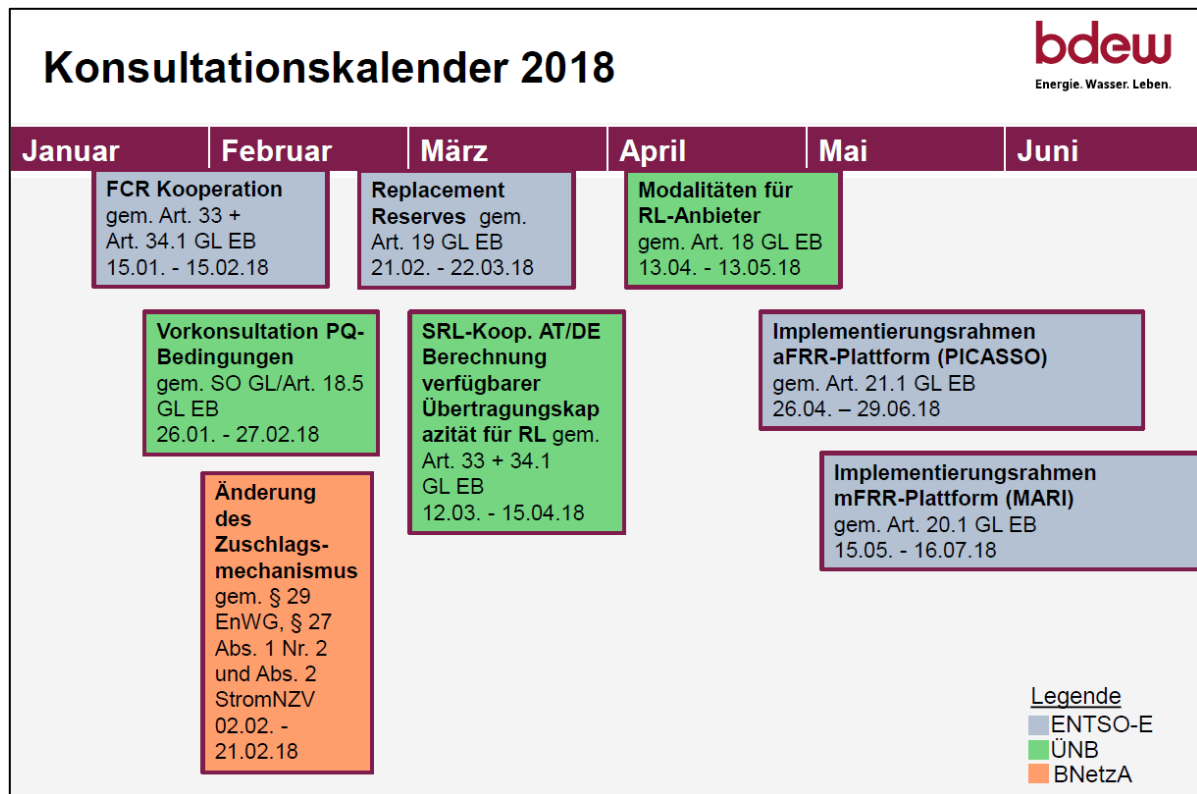 Konsultationskalender 2018
bdew
Energie. Wasser. Leben.
Januar
Februar
März
April
Mai
Juni
FCR Kooperation
gem. Art. 33 +
Art. 34.1 GL EB
15.01. - 15.02.18
Replacement
Reserves gem.
Art. 19 GL EB
21.02. - 22.03.18
Modalitäten für
RL-Anbieter
gem. Art. 18 GL EB
13.04. - 13.05.18
Vorkonsultation PQ-
Bedingungen
gem. SO GL/Art. 18.5
GL EB
26.01. - 27.02.18
SRL-Koop. AT/DE
Berechnung
verfügbarer
Übertragungskap
azität für RL gem.
Art. 33 + 34.1
GL EB
12.03. - 15.04.18
Implementierungsrahmen
aFRR-Plattform (PICASSO)
gem. Art. 21.1 GL EB
26.04. – 29.06.18
Implementierungsrahmen
mFRR-Plattform (MARI)
gem. Art. 20.1 GL EB
15.05. - 16.07.18
Änderung
des
Zuschlags-
mechanismus
gem. § 29
EnWG, § 27
Abs. 1 Nr. 2
und Abs. 2
StromNZV
02.02. -
21.02.18
Legende
ENTSO-E
ÜNB
BNetzA